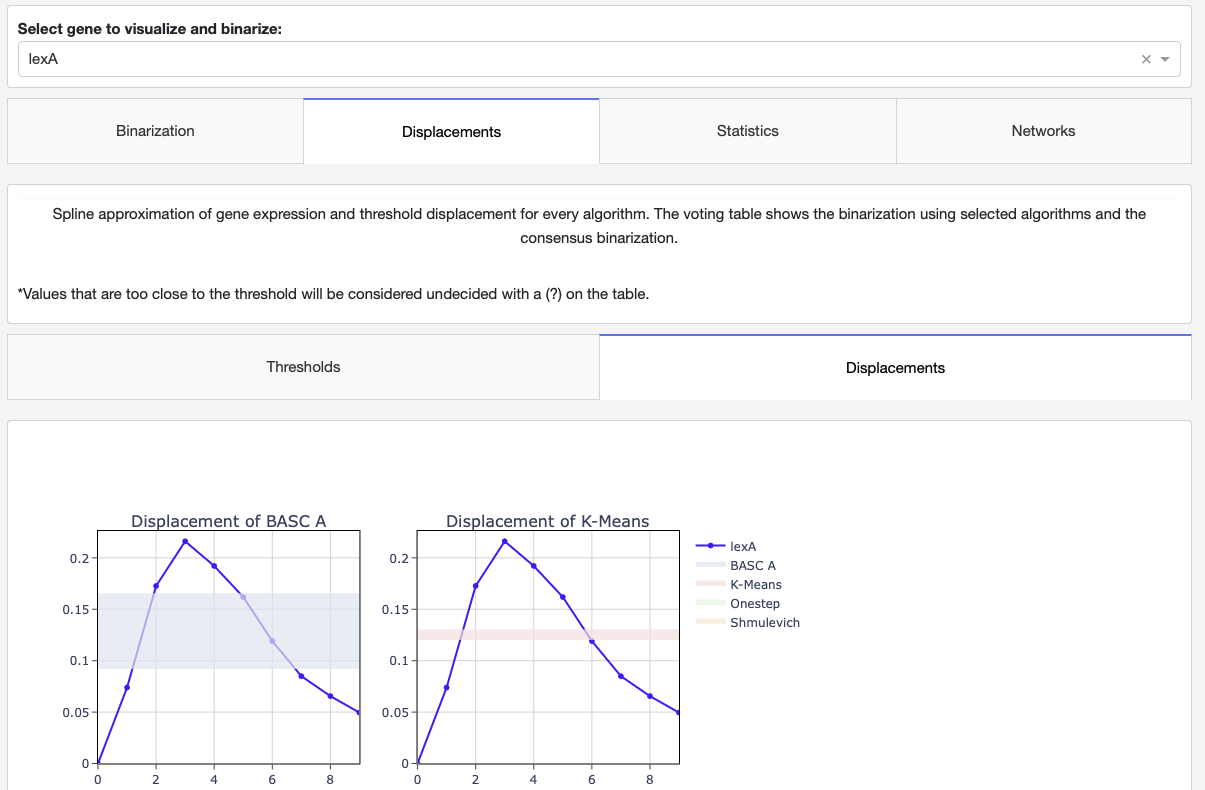 Select gene to visualize and binarize:
lexA
Binarization
Displacements
Statistics
Networks
Spline approximation of gene expression and threshold displacement for every algorithm. The voting table shows the binarization using selected algorithms and the
consensus binarization.
*Values that are too close to the threshold will be considered undecided with a (?) on the table.
Thresholds
Displacements
Displacement of BASC A
0.2
0.15
0.1
0.05
0
0 2 4 6 8
Displacement of K-Means
0.2
0.15
0.1
0.05
0
0 2 4 6 8
lexA
BASC A
K-Means
Onestep
Shmulevich